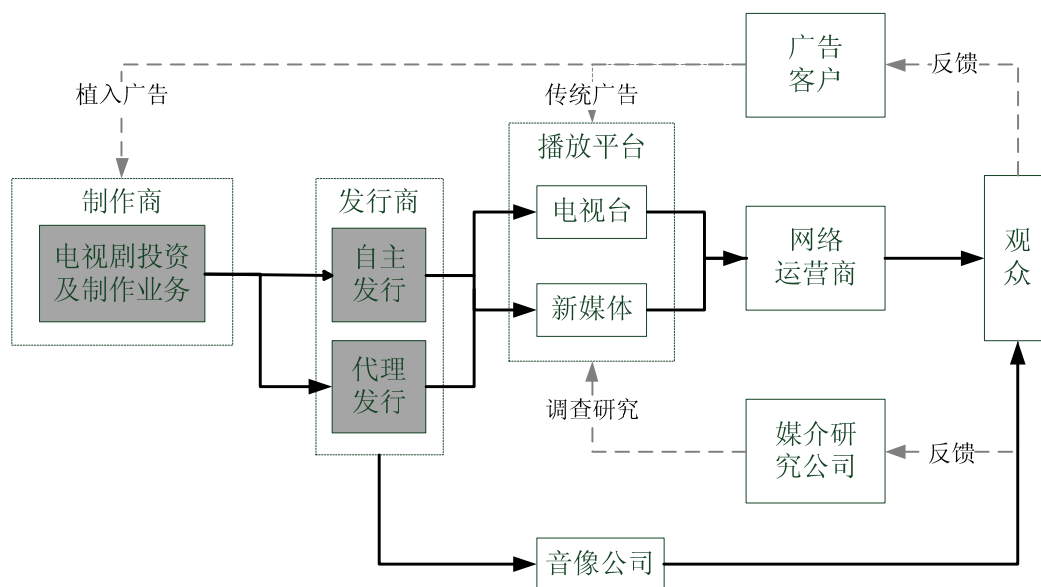 广告
客户
反馈
植入广告
传统广告
播放平台
制作商
发行商
电视台
电视剧投资
及制作业务
自主
发行
网络
运营商
观
众
新媒体
代理
发行
调查研究
媒介研
究公司
反馈
音像公司